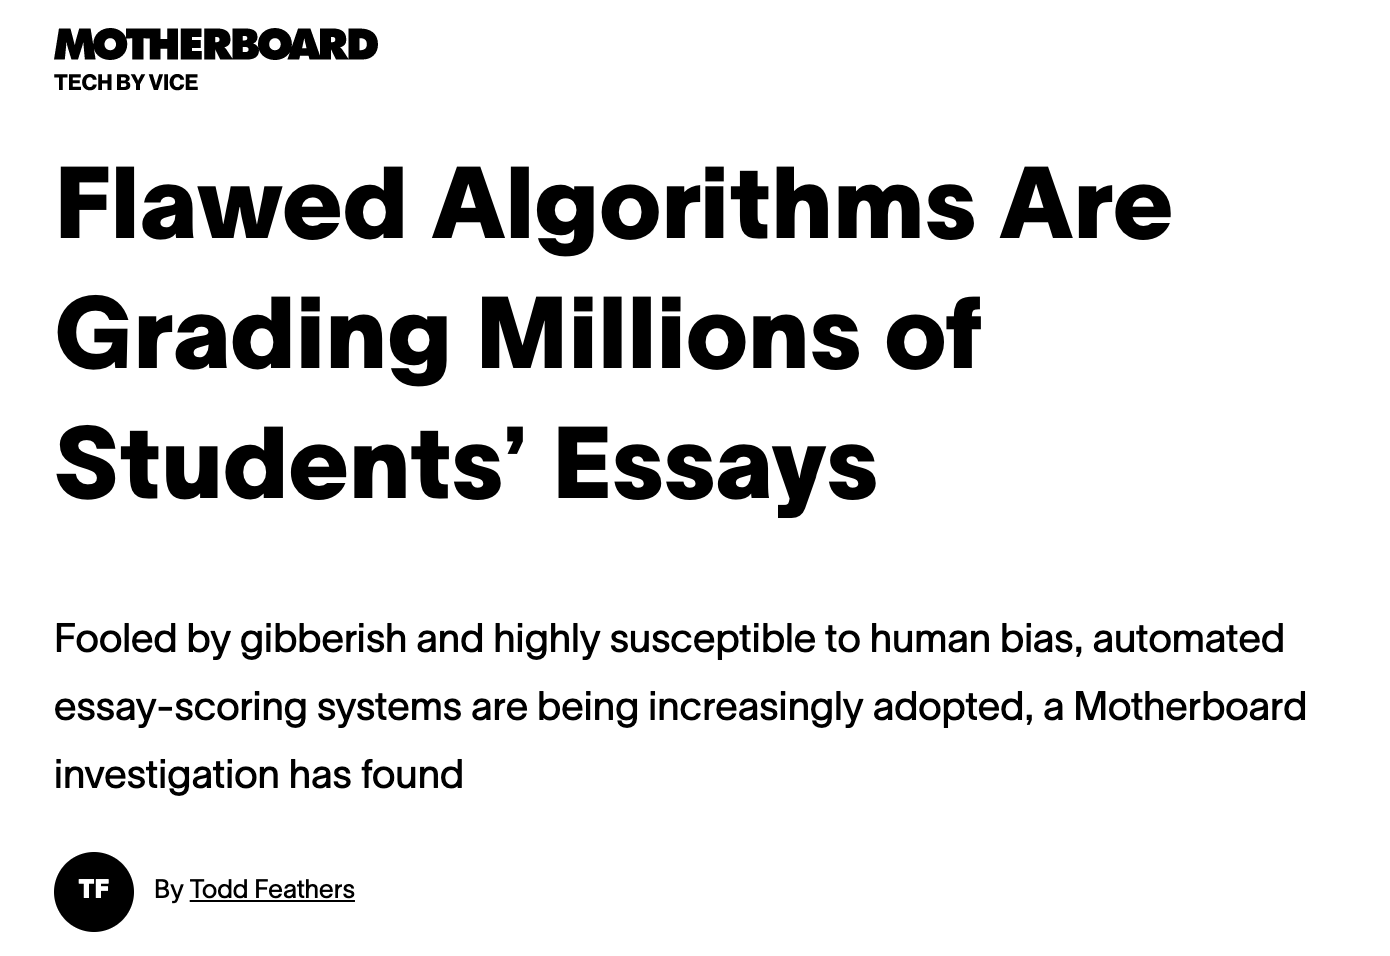 MOTHERBOARD
TECH BY VICE
Flawed Algorithms Are
Grading Millions of
Students’ Essays
Fooled by gibberish and highly susceptible to human bias, automated
essay-scoring systems are being increasingly adopted, a Motherboard
investigation has found
TF
By Todd Feathers